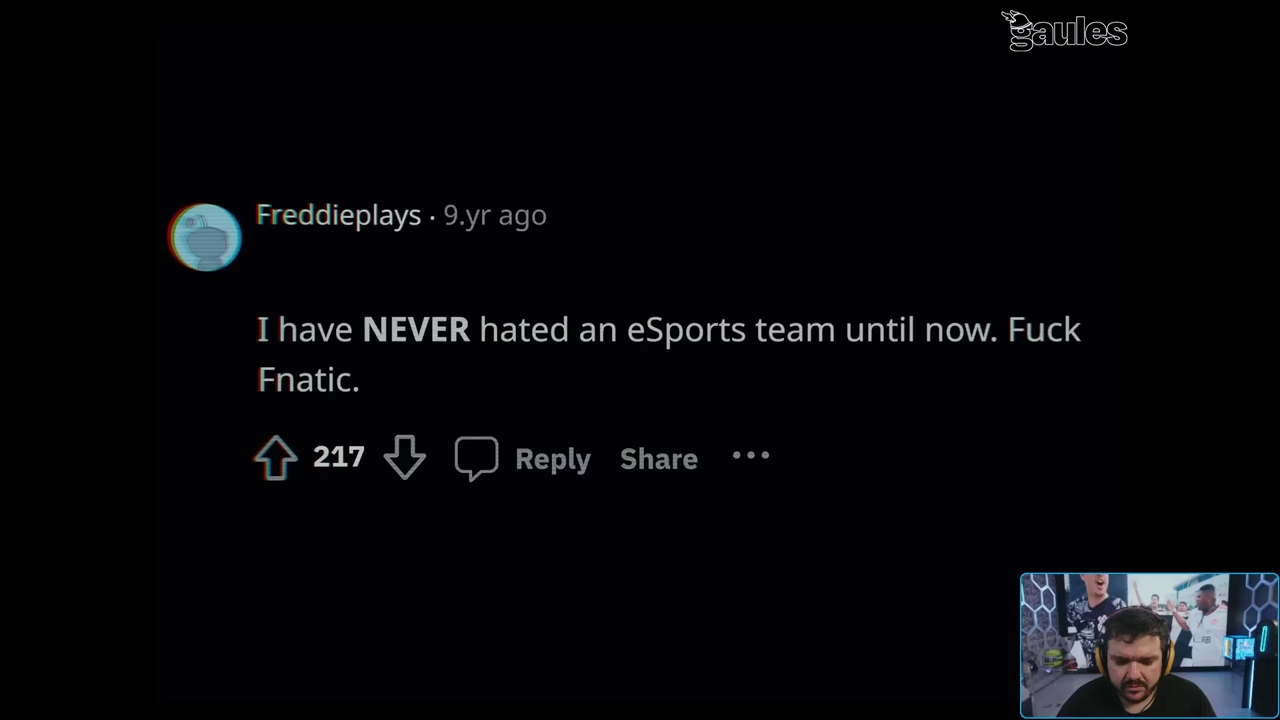 gaules
Freddieplays · 9.yr ago
I have NEVER hated an eSports team until now. Fuck
Fnatic.
217 Reply Share ...